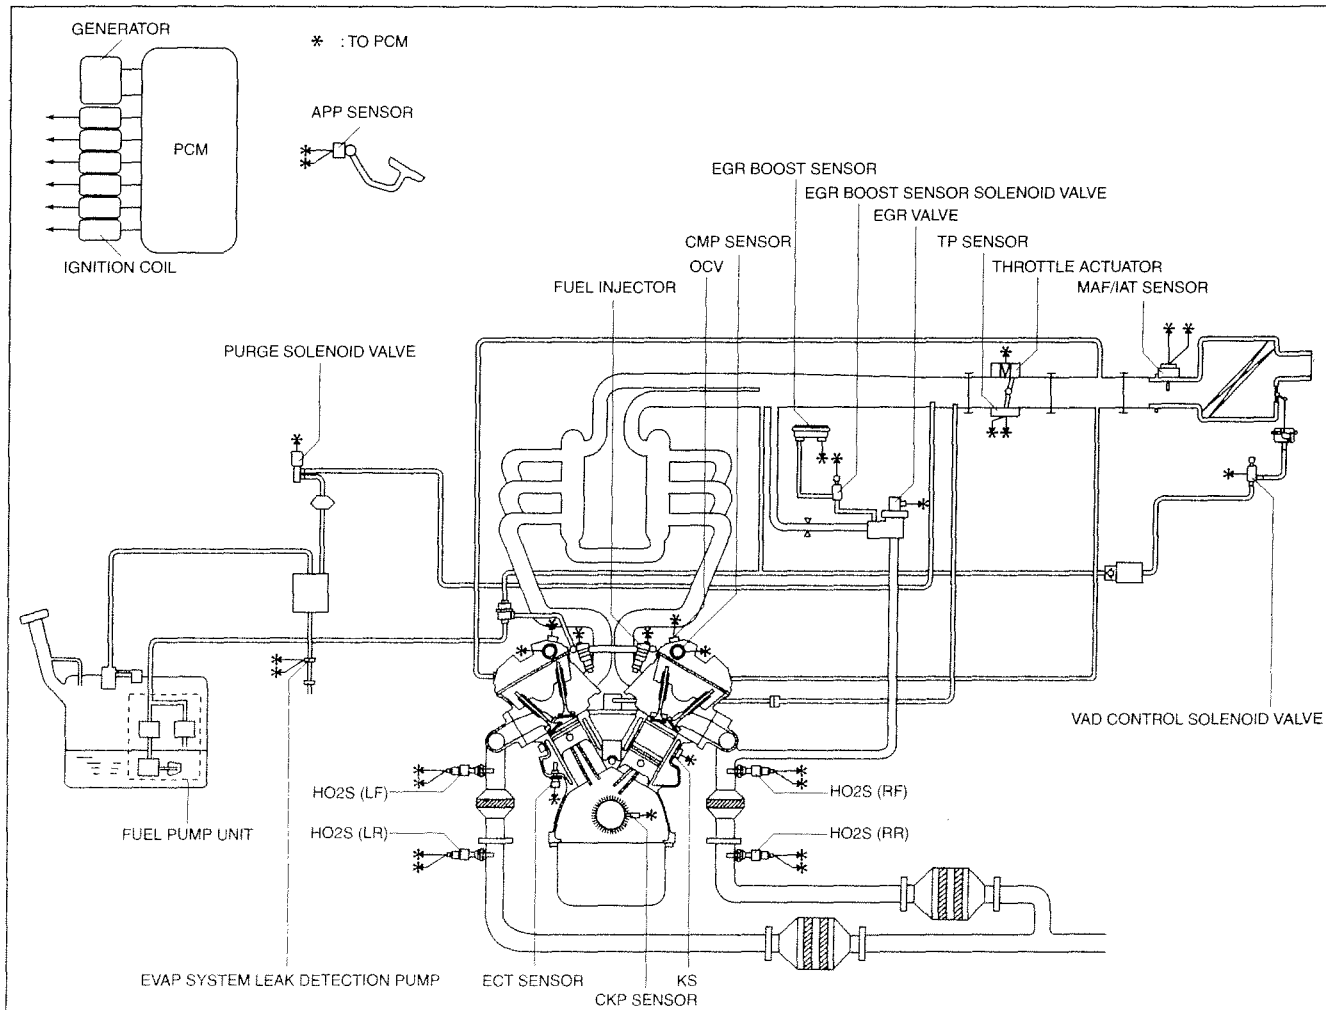 GENERATOR
* : TO PCM
APP SENSOR
PCM
IGNITION COIL
EGR BOOST SENSOR
EGR BOOST SENSOR SOLENOID VALVE
EGR VALVE
CMP SENSOR
TP SENSOR
OCV
THROTTLE ACTUATOR
FUEL INJECTOR
MAF/IAT SENSOR
PURGE SOLENOID VALVE
M
VAD CONTROL SOLENOID VALVE
HO2S (LF)
HO2S (RF)
FUEL PUMP UNIT
HO2S (LR)
HO2S (RR)
EVAP SYSTEM LEAK DETECTION PUMP
ECT SENSOR
KS
CKP SENSOR